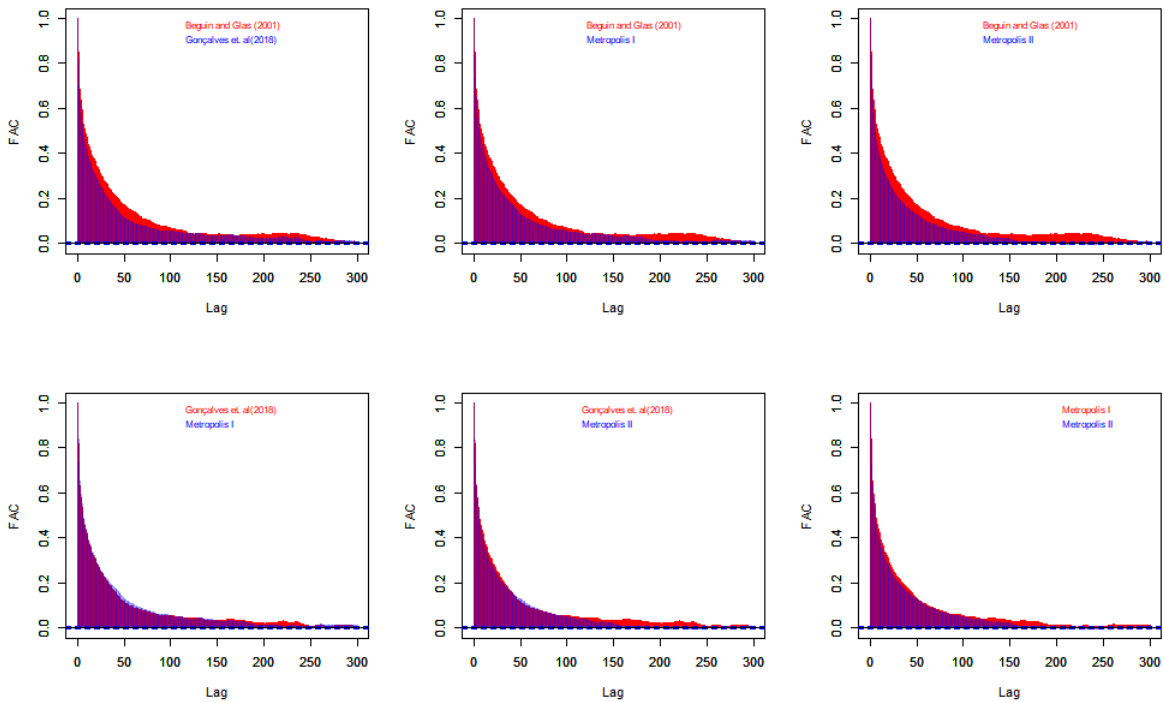 Beguin and Glas (2001)
Gonçalves et. al(2018)
FAC
0.0 0.2 0.4 0.6 0.8 1.0
0 50 100 150 200 250 300
Lag
Beguin and Glas (2001)
Metropolis I
FAC
0.0 0.2 0.4 0.6 0.8 1.0
0 50 100 150 200 250 300
Lag
Beguin and Glas (2001)
Metropolis II
FAC
0.0 0.2 0.4 0.6 0.8 1.0
0 50 100 150 200 250 300
Lag
Gonçalves et. al(2018)
Metropolis I
FAC
0.0 0.2 0.4 0.6 0.8 1.0
0 50 100 150 200 250 300
Lag
Gonçalves et. al(2018)
Metropolis II
FAC
0.0 0.2 0.4 0.6 0.8 1.0
0 50 100 150 200 250 300
Lag
Metropolis I
Metropolis II
FAC
0.0 0.2 0.4 0.6 0.8 1.0
0 50 100 150 200 250 300
Lag